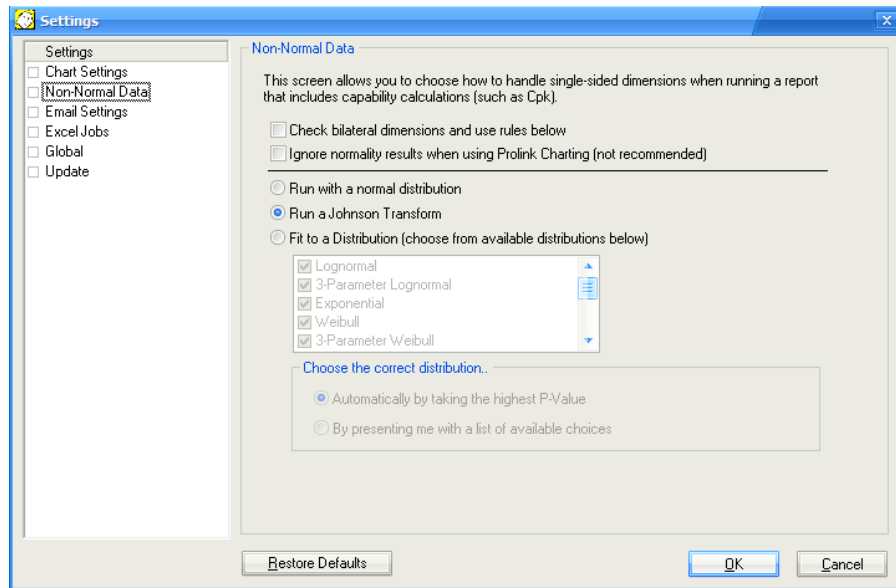 Settings
Settings
Chart Settings
Non-Normal Data
Email Settings
Excel Jobs
Global
Update
Non-Normal Data
This screen allows you to choose how to handle single-sided dimensions when running a report
that includes capability calculations (such as Cpk).
Check bilateral dimensions and use rules below
Ignore normality results when using Prolink Charting (not recommended)
Run with a normal distribution
Run a Johnson Transform
Fit to a Distribution (choose from available distributions below)
Lognormal
3-Parameter Lognormal
Exponential
Weibull
3-Parameter Weibull
Choose the correct distribution..
Automatically by taking the highest P-Value
By presenting me with a list of available choices
Restore Defaults
OK
Cancel